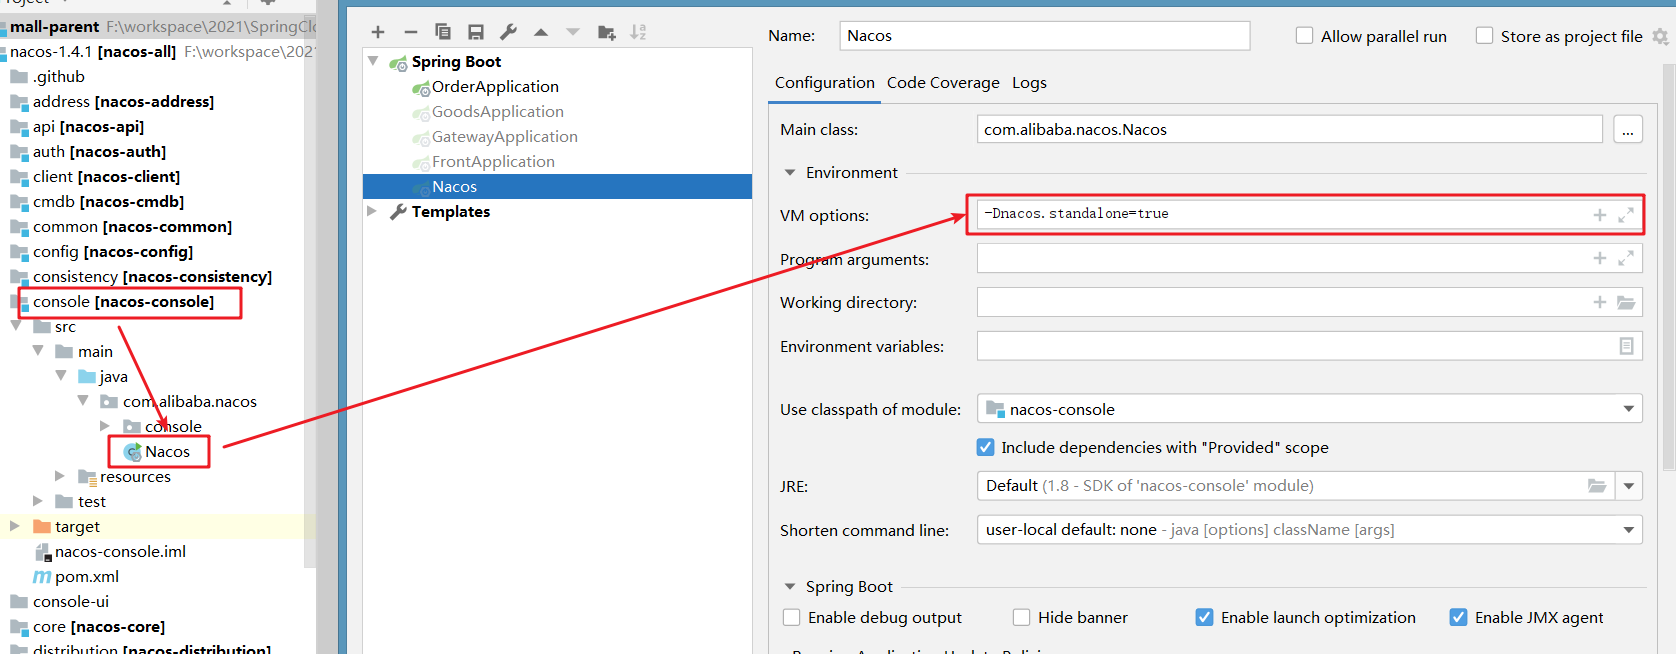 roject
mall-parent F:\workspace\2021\SpringClo
nacos-1.4.1 [nacos-all] F:\workspace\202
.github
address [nacos-address]
api [nacos-api]
auth [nacos-auth]
client [nacos-client]
cmdb [nacos-cmdb]
common [nacos-common]
config [nacos-config]
consistency [nacos-consistency]
console [nacos-console]
src
main
java
com.alibaba.nacos
console
Nacos
resources
test
target
nacos-console.iml
pom.xml
console-ui
core [nacos-core]
distribution [nacos-distribution]
Spring Boot
OrderApplication
GoodsApplication
GatewayApplication
FrontApplication
Nacos
Templates
Name: Nacos
Allow parallel run
Store as project file
Configuration Code Coverage Logs
Main class: com.alibaba.nacos.Nacos ...
Environment
VM options: -Dnacos.standalone=true
Program arguments:
Working directory:
Environment variables:
Use classpath of module: nacos-console
Include dependencies with "Provided" scope
JRE: Default (1.8 - SDK of 'nacos-console' module)
Shorten command line: user-local default: none - java [options] className [args]
Spring Boot
Enable debug output Hide banner Enable launch optimization Enable JMX agent